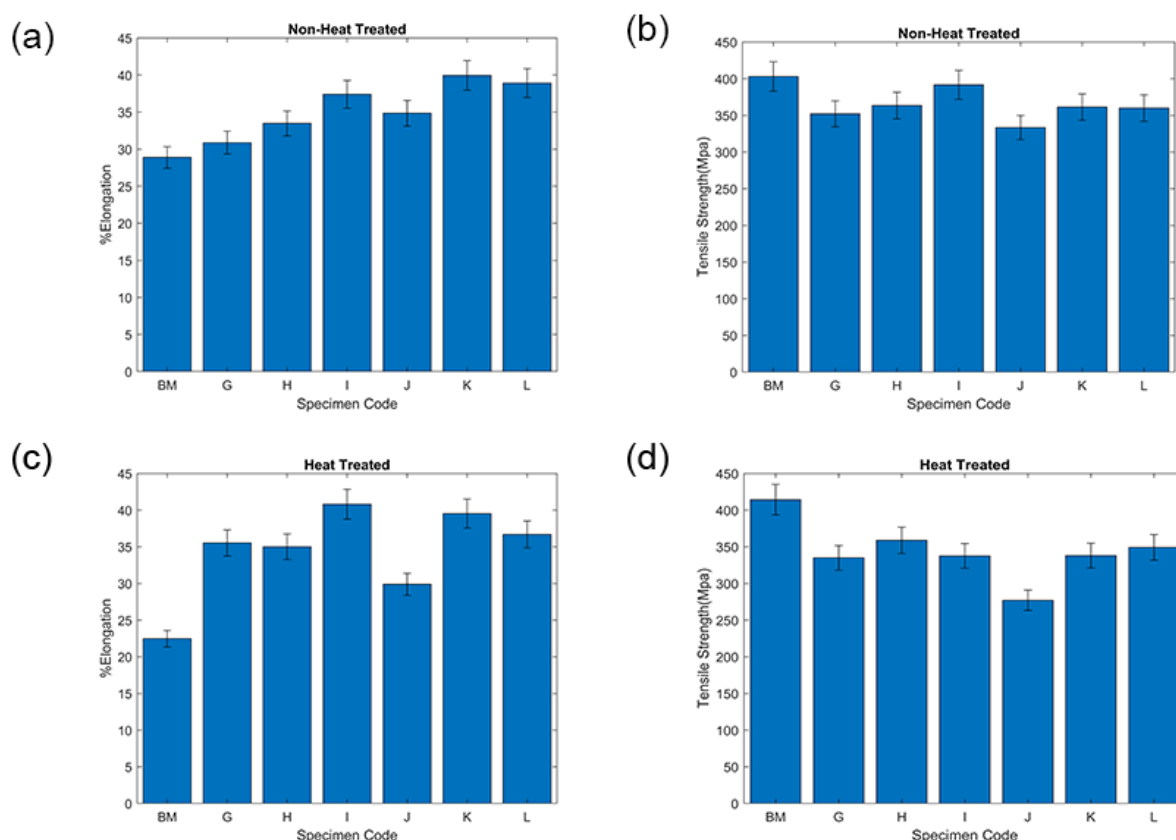 (a)
Non-Heat Treated
45
40
35
30
25
20
15
10
5
0
%Elongation
BM G H I J K L
Specimen Code
(b)
Non-Heat Treated
450
400
350
300
250
200
150
100
50
0
Tensile Strength(Mpa)
BM G H I J K L
Specimen Code
(c)
Heat Treated
45
40
35
30
25
20
15
10
5
0
%Elongation
BM G H I J K L
Specimen Code
(d)
Heat Treated
450
400
350
300
250
200
150
100
50
0
Tensile Strength(Mpa)
BM G H I J K L
Specimen Code